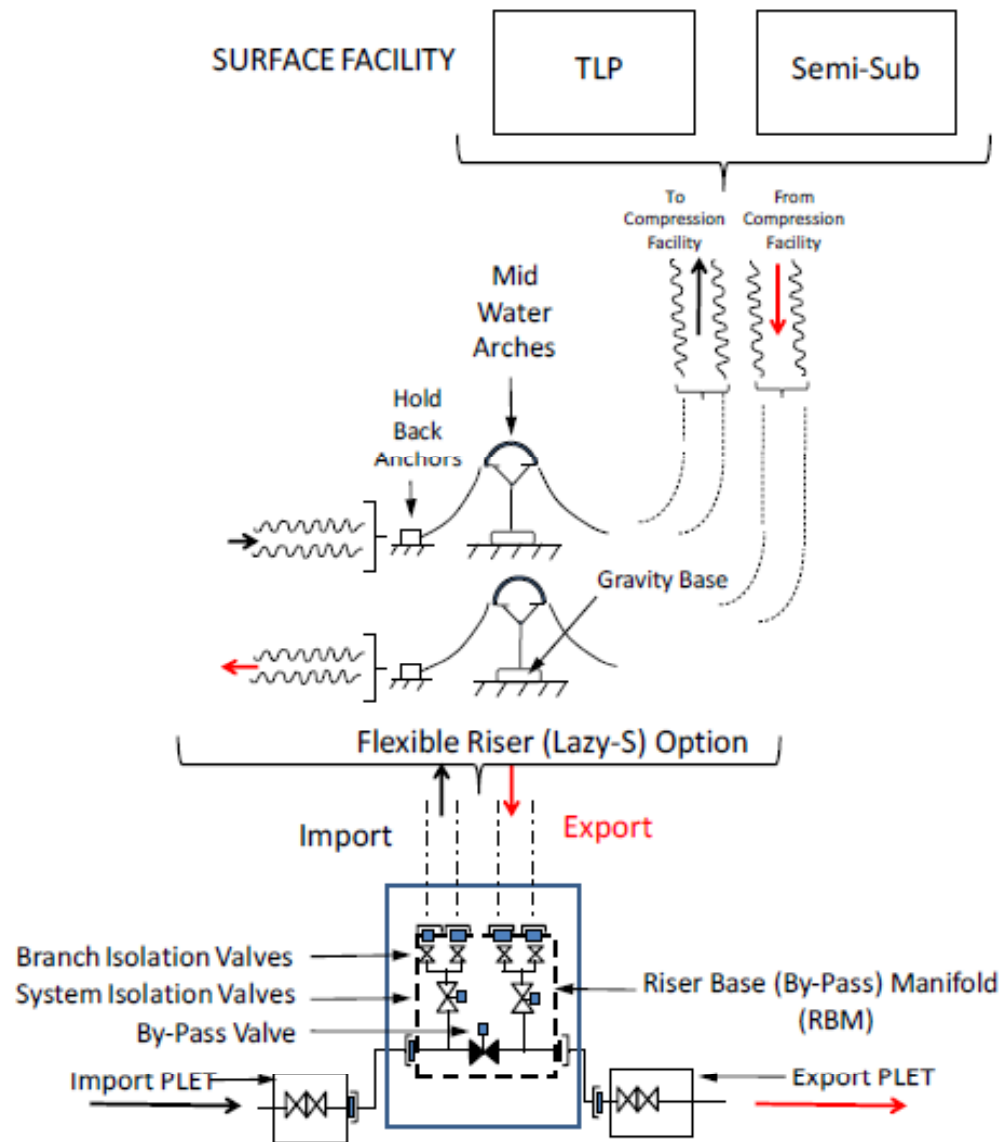 SURFACE FACILITY
TLP
Semi-Sub
To
Compression
Facility
From
Compression
Facility
Mid
Water
Arches
Hold
Back
Anchors
Gravity Base
Flexible Riser (Lazy-S) Option
Import
Export
Branch Isolation Valves
System Isolation Valves
By-Pass Valve
Riser Base (By-Pass) Manifold
(RBM)
Import PLET
Export PLET